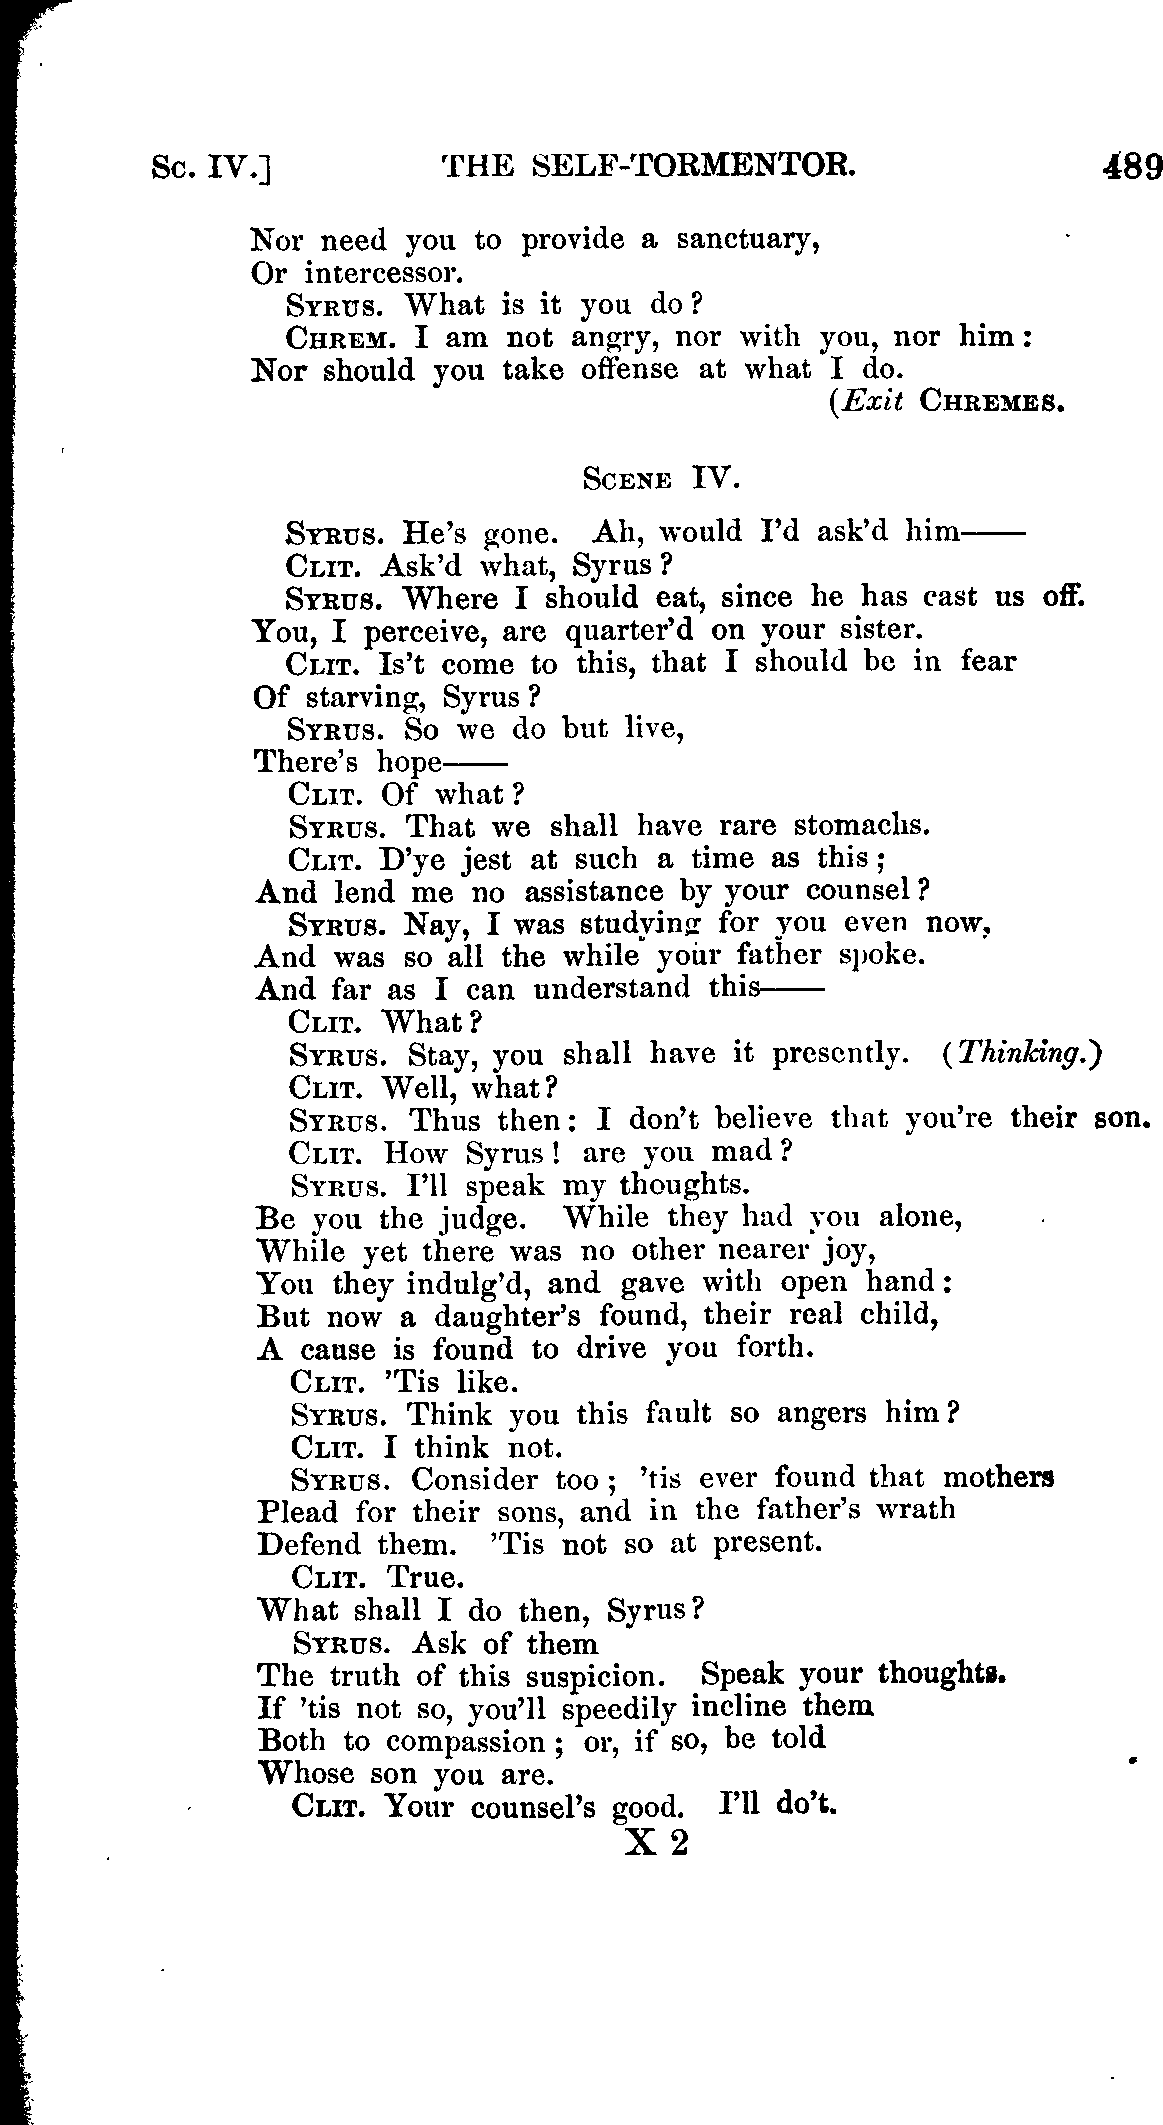 Sc. IV.] THE SELF-TORMENTOR. 489
Nor need you to provide a sanctuary,
Or intercessor.
SYRUS. What is it you do?
CHREM. I am not angry, nor with you, nor him:
Nor should you take offense at what I do.
(Exit CHREMES.
SCENE IV.
SYRUS. He's gone. Ah, would I'd ask'd him——
CLIT. Ask'd what, Syrus?
SYRUS. Where I should eat, since he has cast us off.
You, I perceive, are quarter'd on your sister.
CLIT. Is't come to this, that I should be in fear
Of starving, Syrus?
SYRUS. So we do but live,
There's hope——
CLIT. Of what?
SYRUS. That we shall have rare stomachs.
CLIT. D'ye jest at such a time as this;
And lend me no assistance by your counsel?
SYRUS. Nay, I was studying for you even now,
And was so all the while your father spoke.
And far as I can understand this——
CLIT. What?
SYRUS. Stay, you shall have it presently. (Thinking.)
CLIT. Well, what?
SYRUS. Thus then: I don't believe that you're their son.
CLIT. How Syrus! are you mad?
SYRUS. I'll speak my thoughts.
Be you the judge. While they had you alone,
While yet there was no other nearer joy,
You they indulg'd, and gave with open hand:
But now a daughter's found, their real child,
A cause is found to drive you forth.
CLIT. 'Tis like.
SYRUS. Think you this fault so angers him?
CLIT. I think not.
SYRUS. Consider too; 'tis ever found that mothers
Plead for their sons, and in the father's wrath
Defend them. 'Tis not so at present.
CLIT. True.
What shall I do then, Syrus?
SYRUS. Ask of them
The truth of this suspicion. Speak your thoughts.
If 'tis not so, you'll speedily incline them
Both to compassion; or, if so, be told
Whose son you are.
CLIT. Your counsel's good. I'll do't.
X 2